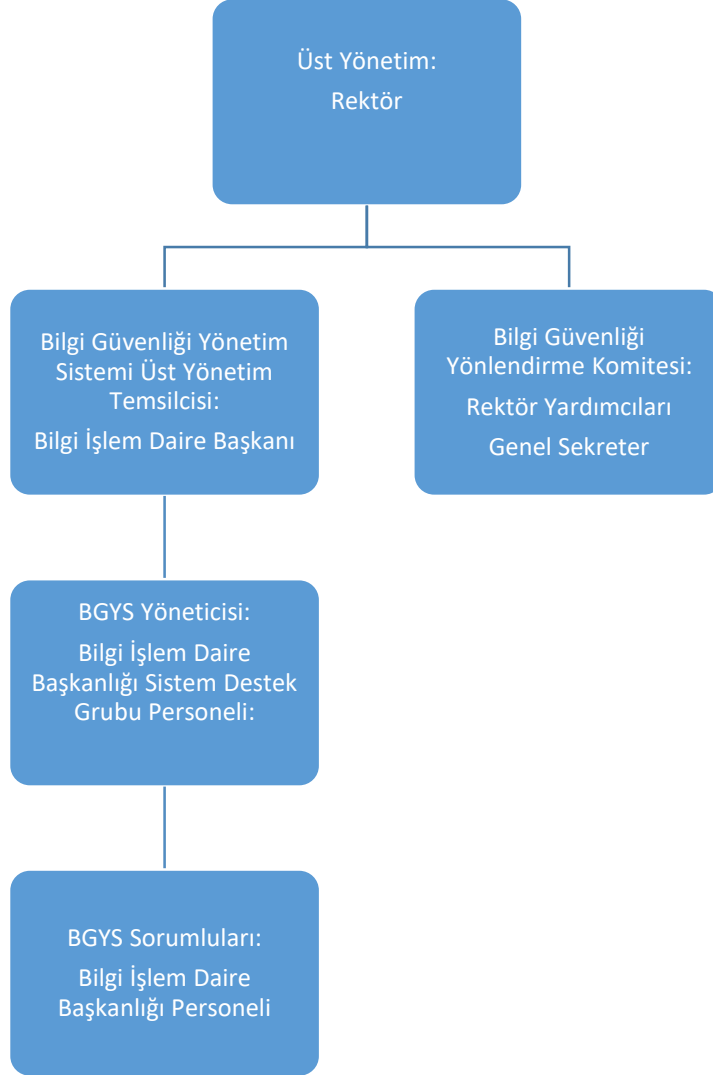 Üst Yönetim:
Rektör
Bilgi Güvenliği Yönetim
Sistemi Üst Yönetim
Temsilcisi:
Bilgi İşlem Daire Başkanı
Bilgi Güvenliği
Yönlendirme Komitesi:
Rektör Yardımcıları
Genel Sekreter
BGYS Yöneticisi:
Bilgi İşlem Daire
Başkanlığı Sistem Destek
Grubu Personeli:
BGYS Sorumluları:
Bilgi İşlem Daire
Başkanlığı Personeli